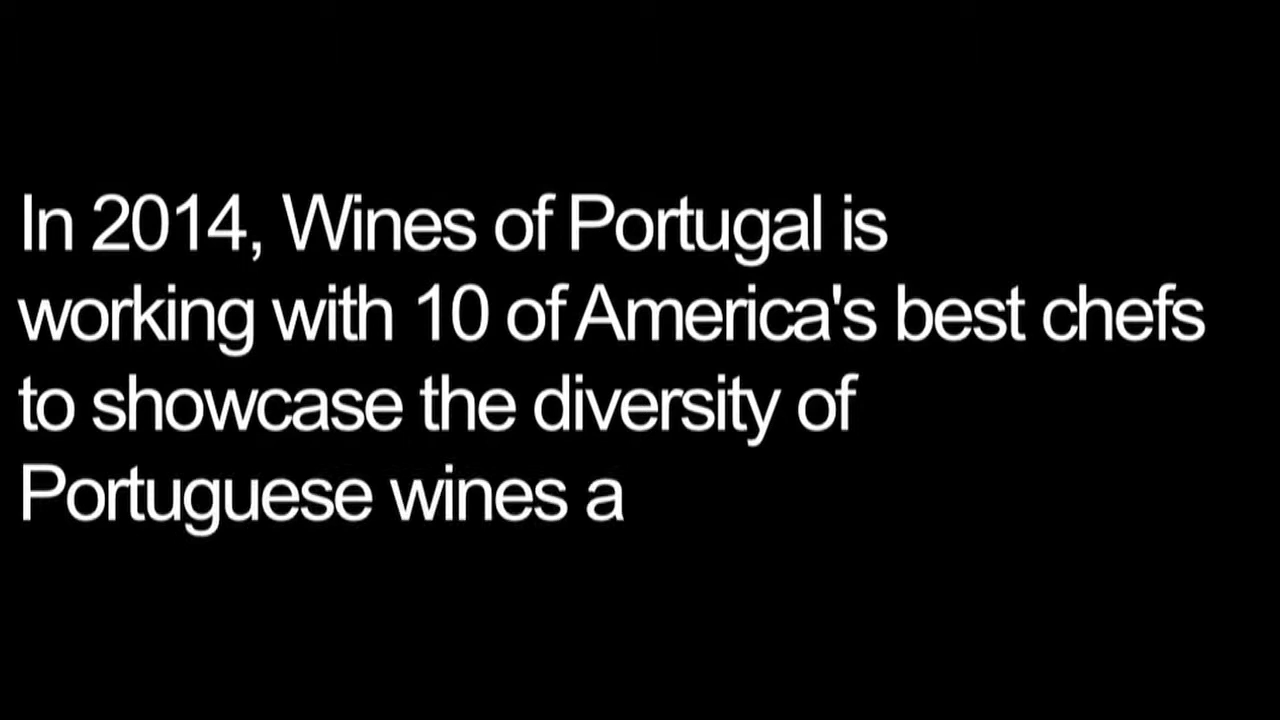 In 2014, Wines of Portugal is
working with 10 of America's best chefs
to showcase the diversity of
Portuguese wines a